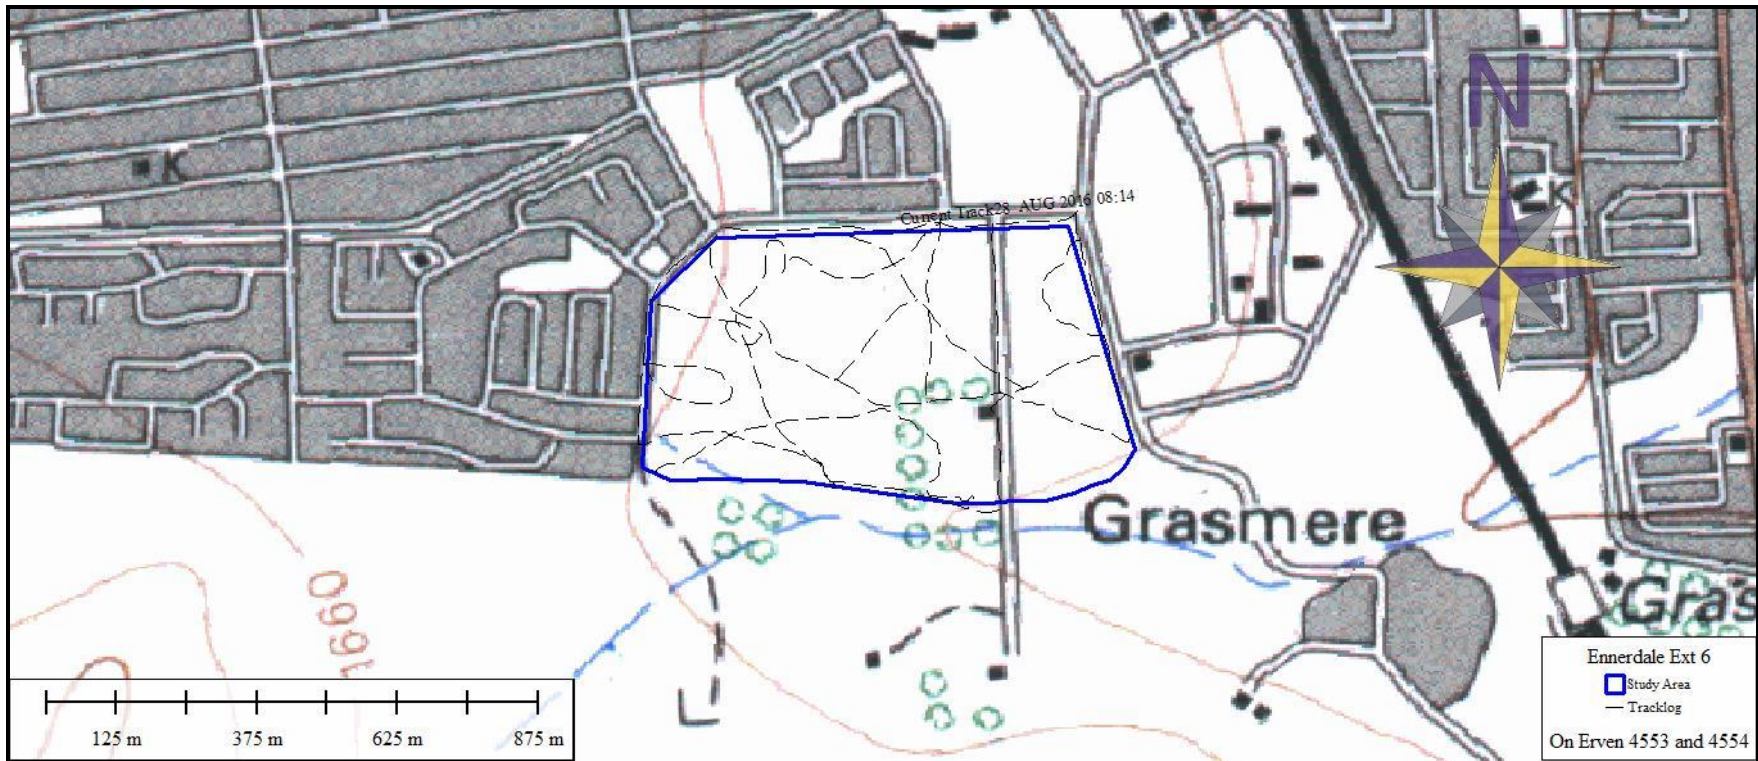 N
K
K
Current Track28 AUG 2016 08:14
Grasmere
Gras
1660
Ennerdale Ext 6
Study Area
Tracklog
On Erven 4553 and 4554
125 m 375 m 625 m 875 m